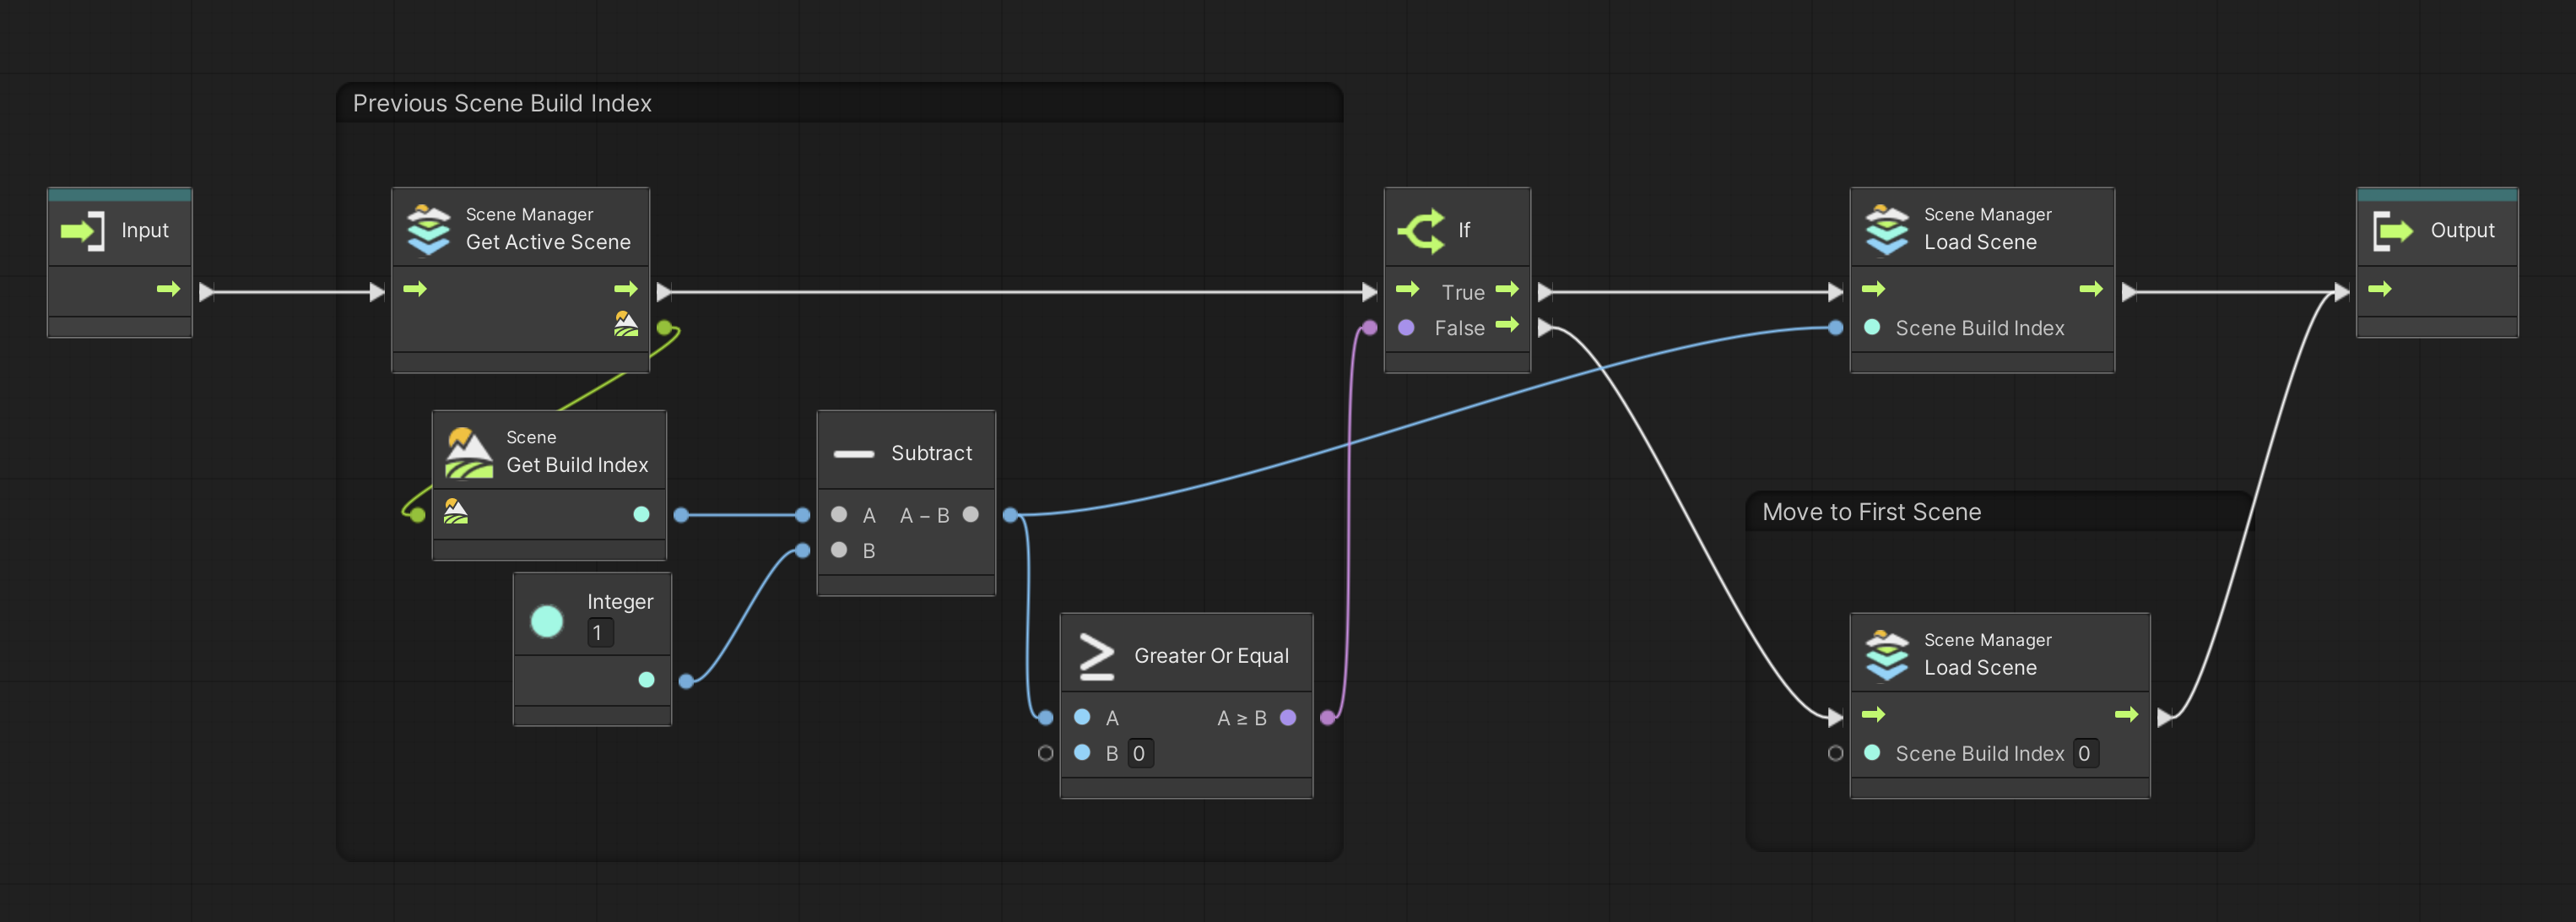 Previous Scene Build Index
Input
Scene Manager
Get Active Scene
If
True
False
Scene Manager
Load Scene
Scene Build Index
Output
Scene
Get Build Index
Subtract
A A – B
B
Integer
1
Greater Or Equal
A A ≥ B
B 0
Move to First Scene
Scene Manager
Load Scene
Scene Build Index 0